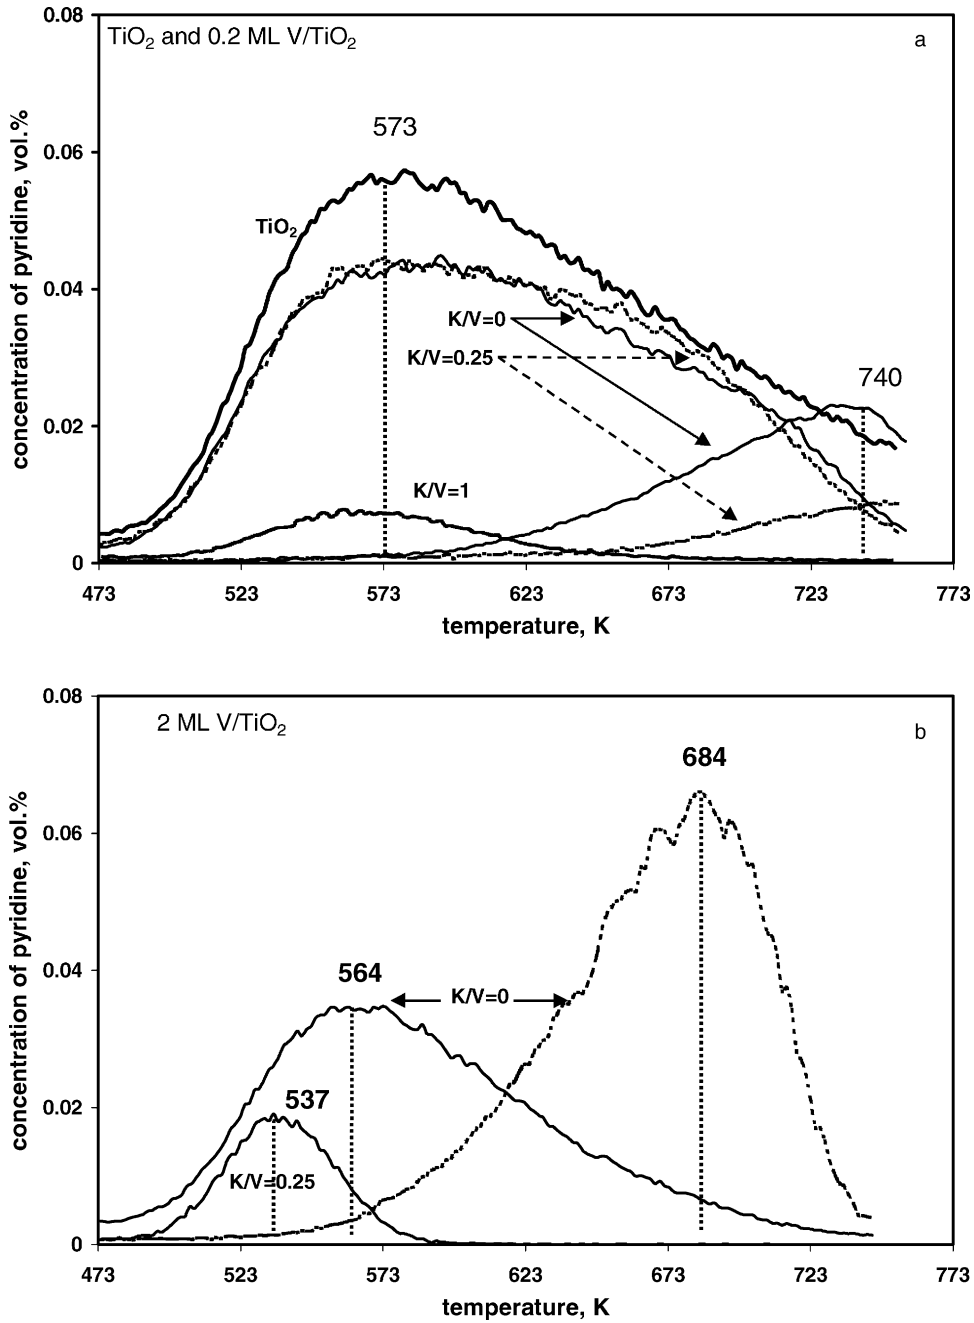 0.08
TiO2 and 0.2 ML V/TiO2
a
573
0.06
TiO2
0.04
K/V=0
K/V=0.25
740
0.02
K/V=1
0
473
523
573
623
673
723
773
concentration of pyridine, vol.%
temperature, K
0.08
2 ML V/TiO2
b
684
0.06
564
0.04
K/V=0
537
0.02
K/V=0.25
0
473
523
573
623
673
723
773
concentration of pyridine, vol.%
temperature, K